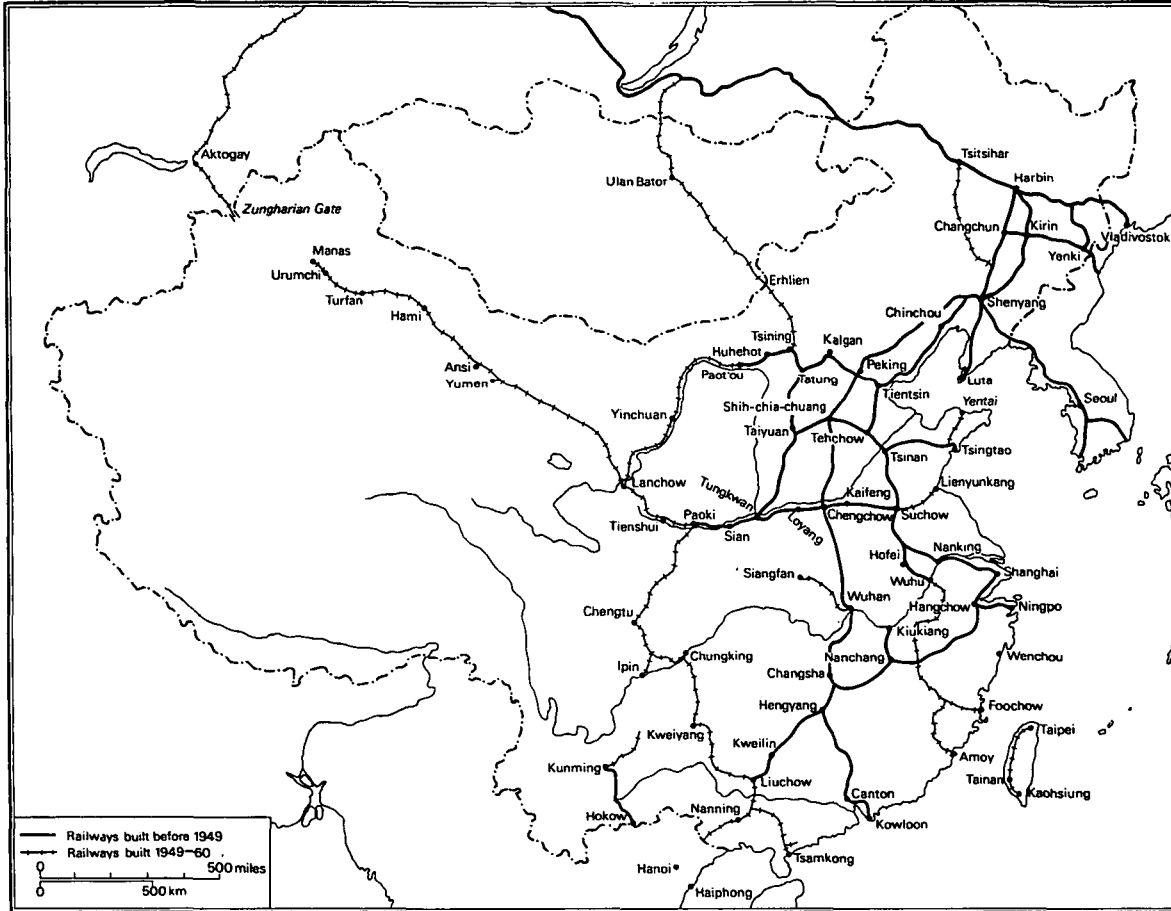 Aktogay
Zungharian Gate
Ulan Bator
Tsitsihar
Harbin
Changchun
Kirin
Vladivostok
Yenki
Manas
Urumchi
Turfan
Hami
Erhlien
Shenyang
Chinchou
Tsining
Kalgan
Huhehot
Peking
Ansi
Yumen
Paot'ou
Tatung
Luta
Tientsin
Seoul
Yentai
Yinchuan
Shih-chia-chuang
Taiyuan
Tehchow
Tsinan
Tsingtao
Lanchow
Tungkwan
Kaifeng
Lienyunkang
Tienshui
Paoki
Sian
Loyang
Chengchow
Suchow
Hofei
Nanking
Siangfan
Wuhu
Shanghai
Wuhan
Hangchow
Ningpo
Chengtu
Kiukiang
Ipin
Chungking
Nanchang
Wenchou
Changsha
Hengyang
Foochow
Kweiyang
Kweilin
Taipei
Kunming
Amoy
Liuchow
Tainan
Kaohsiung
Canton
Hokow
Nanning
Kowloon
Tsamkong
Hanoi
Haiphong
Railways built before 1949
Railways built 1949-60
0 500 miles
0 500 km